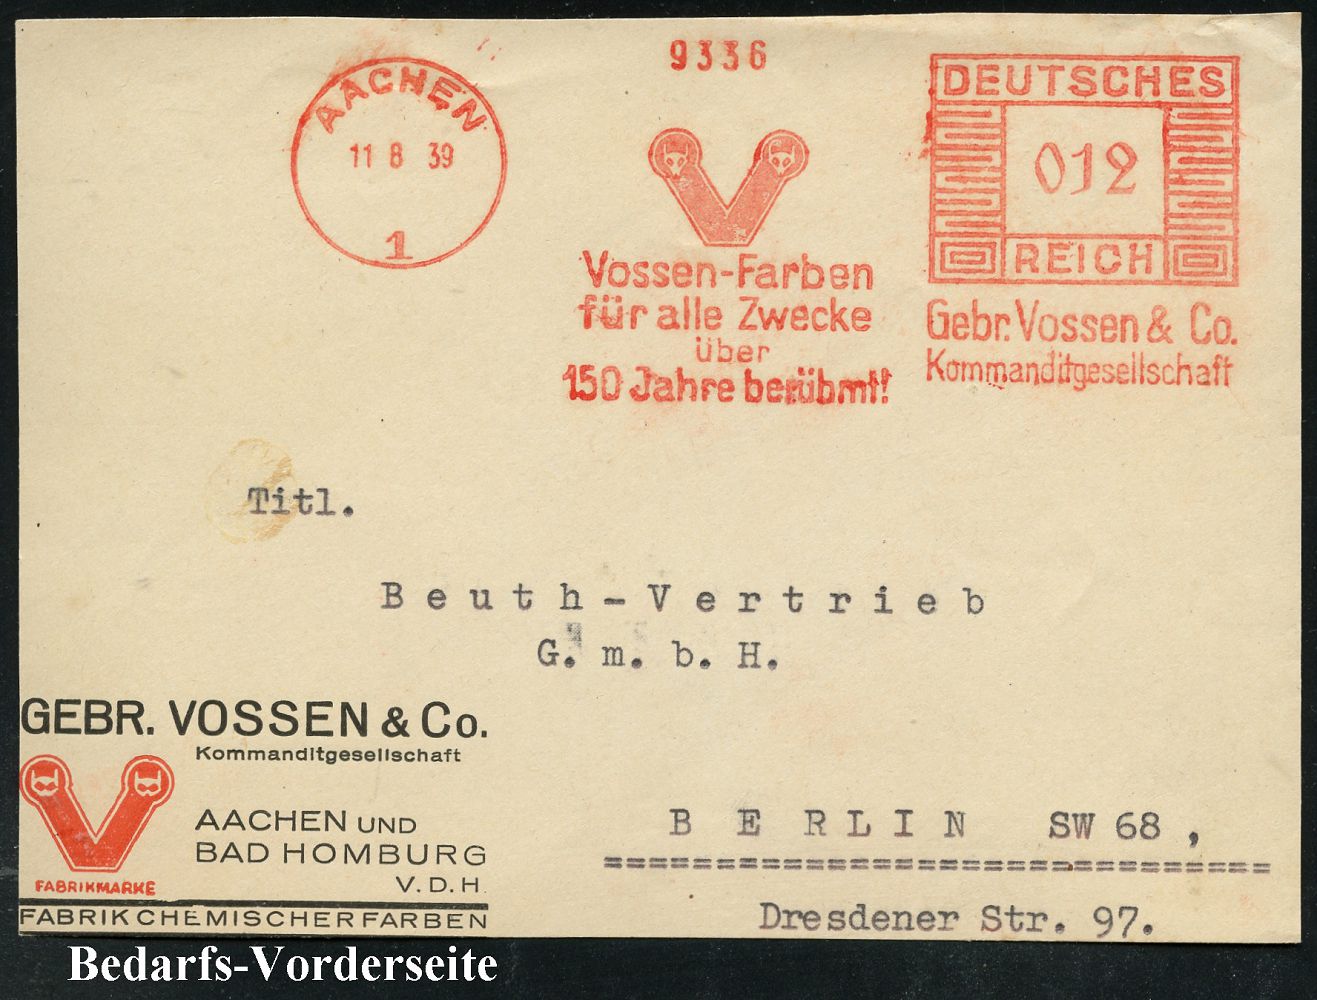 9336
AACHEN
11 8 39
1
Vossen-Farben
für alle Zwecke
über
150 Jahre berühmt!
DEUTSCHES
012
REICH
Gebr. Vossen & Co.
Kommanditgesellschaft
Titl.
Beuth-Vertrieb
G. m. b. H.
BERLIN SW 68,
Dresdener Str. 97.
GEBR. VOSSEN & Co.
Kommanditgesellschaft
AACHEN UND
BAD HOMBURG
V. D. H.
FABRIKMARKE
FABRIK CHEMISCHER FARBEN
Bedarfs-Vorderseite